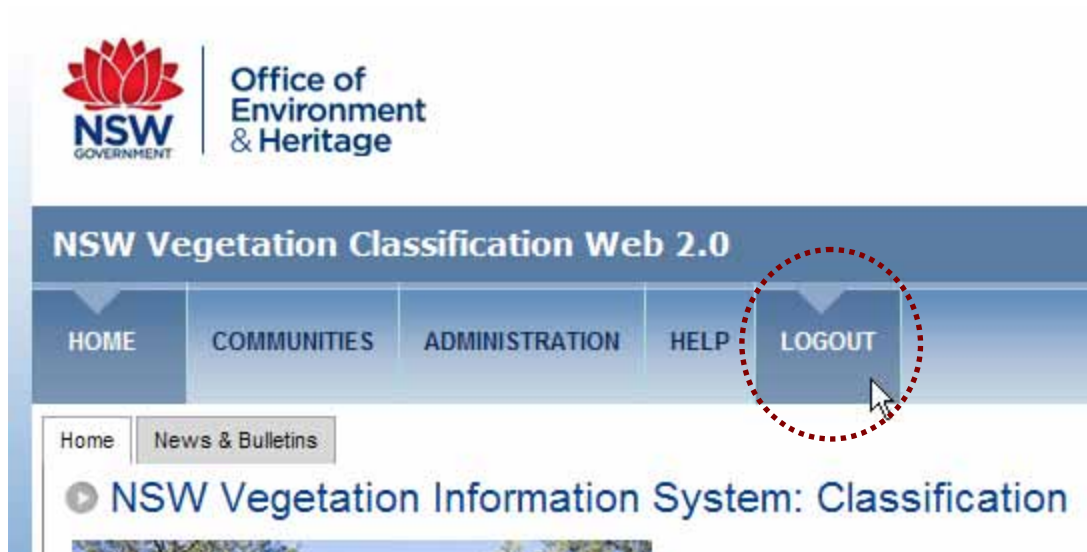 NSW
GOVERNMENT
Office of
Environment
& Heritage
NSW Vegetation Classification Web 2.0
HOME COMMUNITIES ADMINISTRATION HELP LOGOUT
Home News & Bulletins
NSW Vegetation Information System: Classification